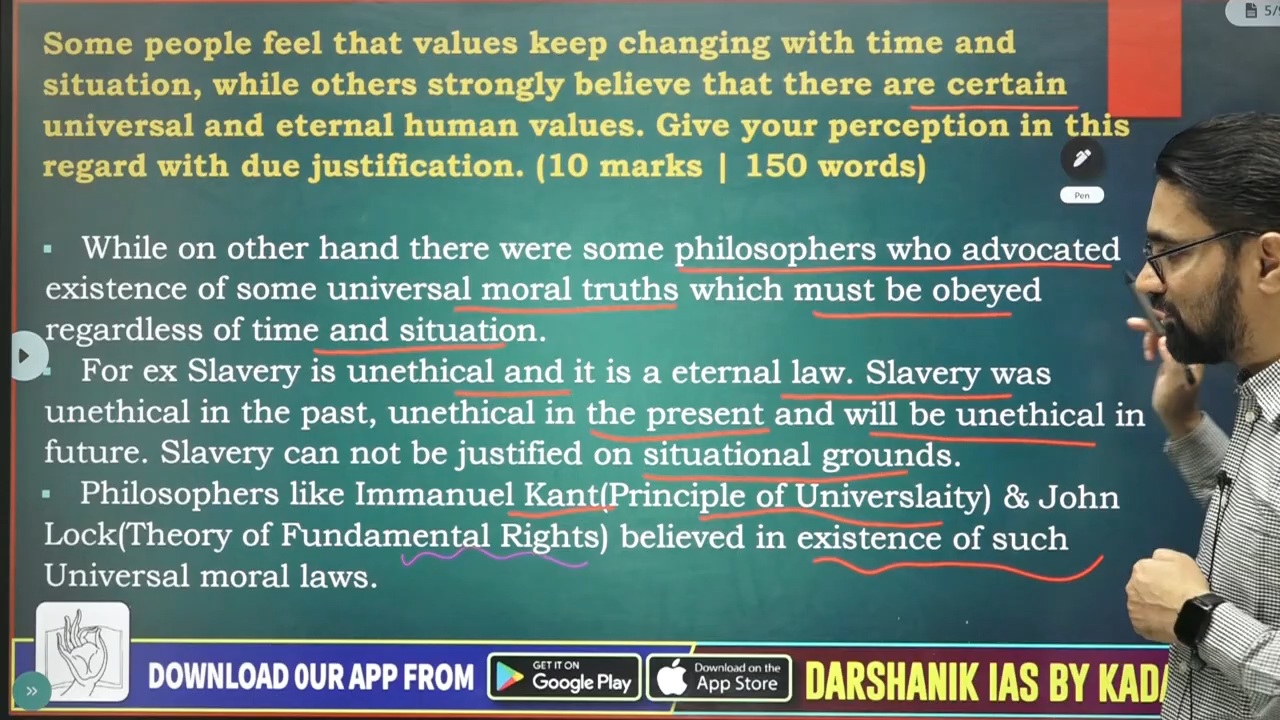 5/
Some people feel that values keep changing with time and
situation, while others strongly believe that there are certain
universal and eternal human values. Give your perception in this
regard with due justification. (10 marks | 150 words)
Pen
▪ While on other hand there were some philosophers who advocated
existence of some universal moral truths which must be obeyed
regardless of time and situation.
▪ For ex Slavery is unethical and it is a eternal law. Slavery was
unethical in the past, unethical in the present and will be unethical in
future. Slavery can not be justified on situational grounds.
▪ Philosophers like Immanuel Kant(Principle of Universlaity) & John
Lock(Theory of Fundamental Rights) believed in existence of such
Universal moral laws.
DOWNLOAD OUR APP FROM
GET IT ON
Google Play
Download on the
App Store
DARSHANIK IAS BY KAD